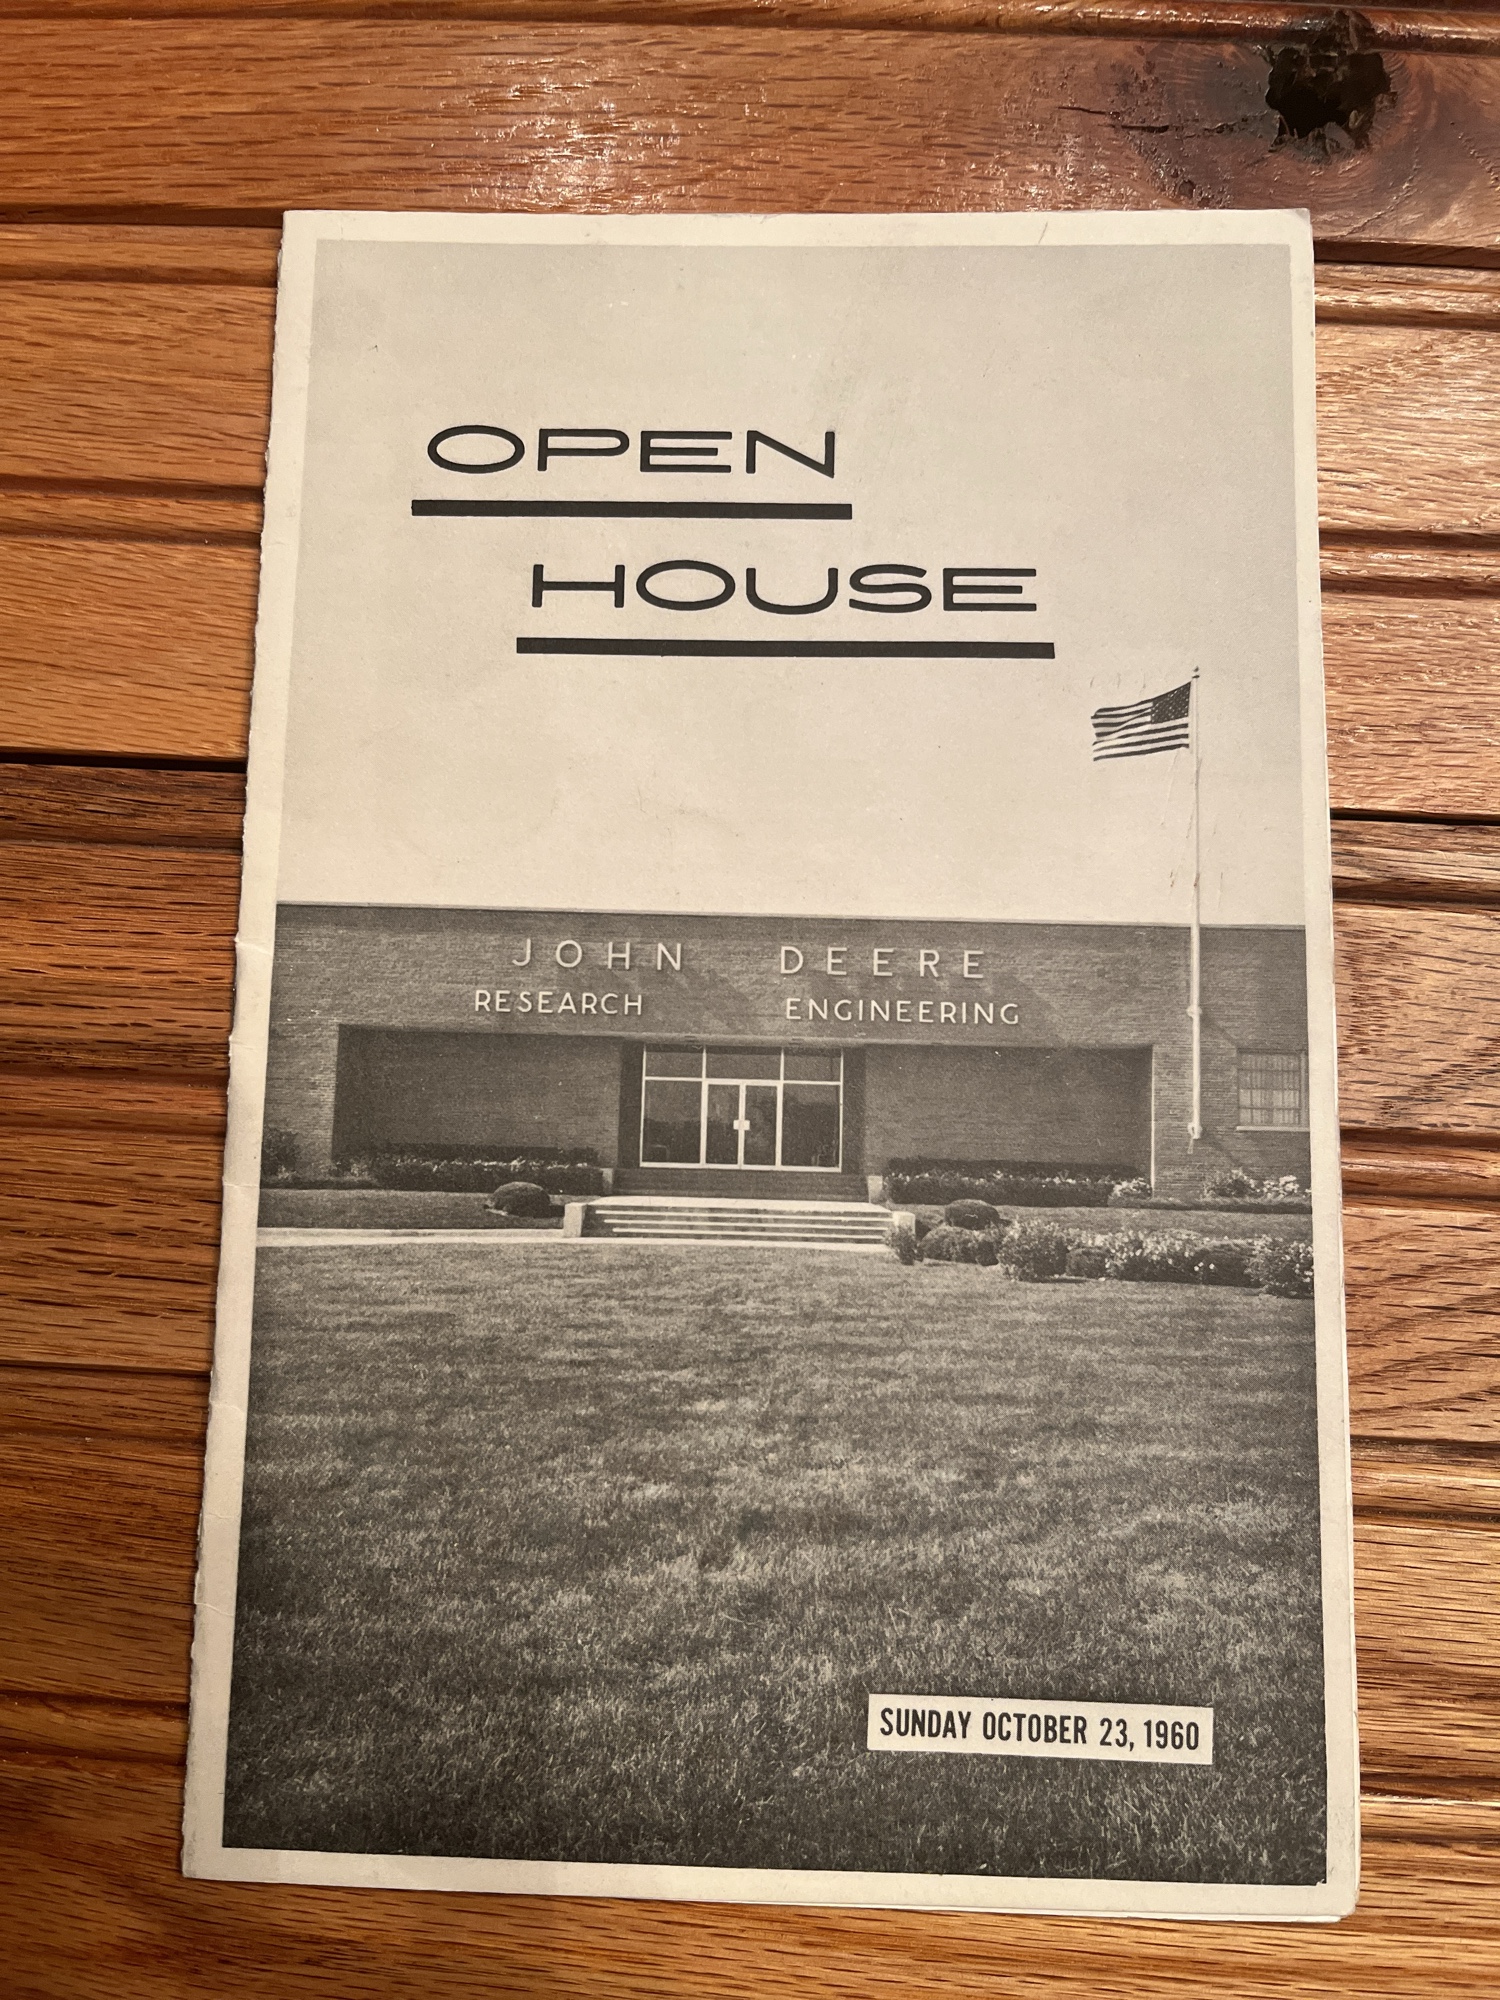 OPEN
HOUSE
JOHN DEERE
RESEARCH ENGINEERING
SUNDAY OCTOBER 23, 1960